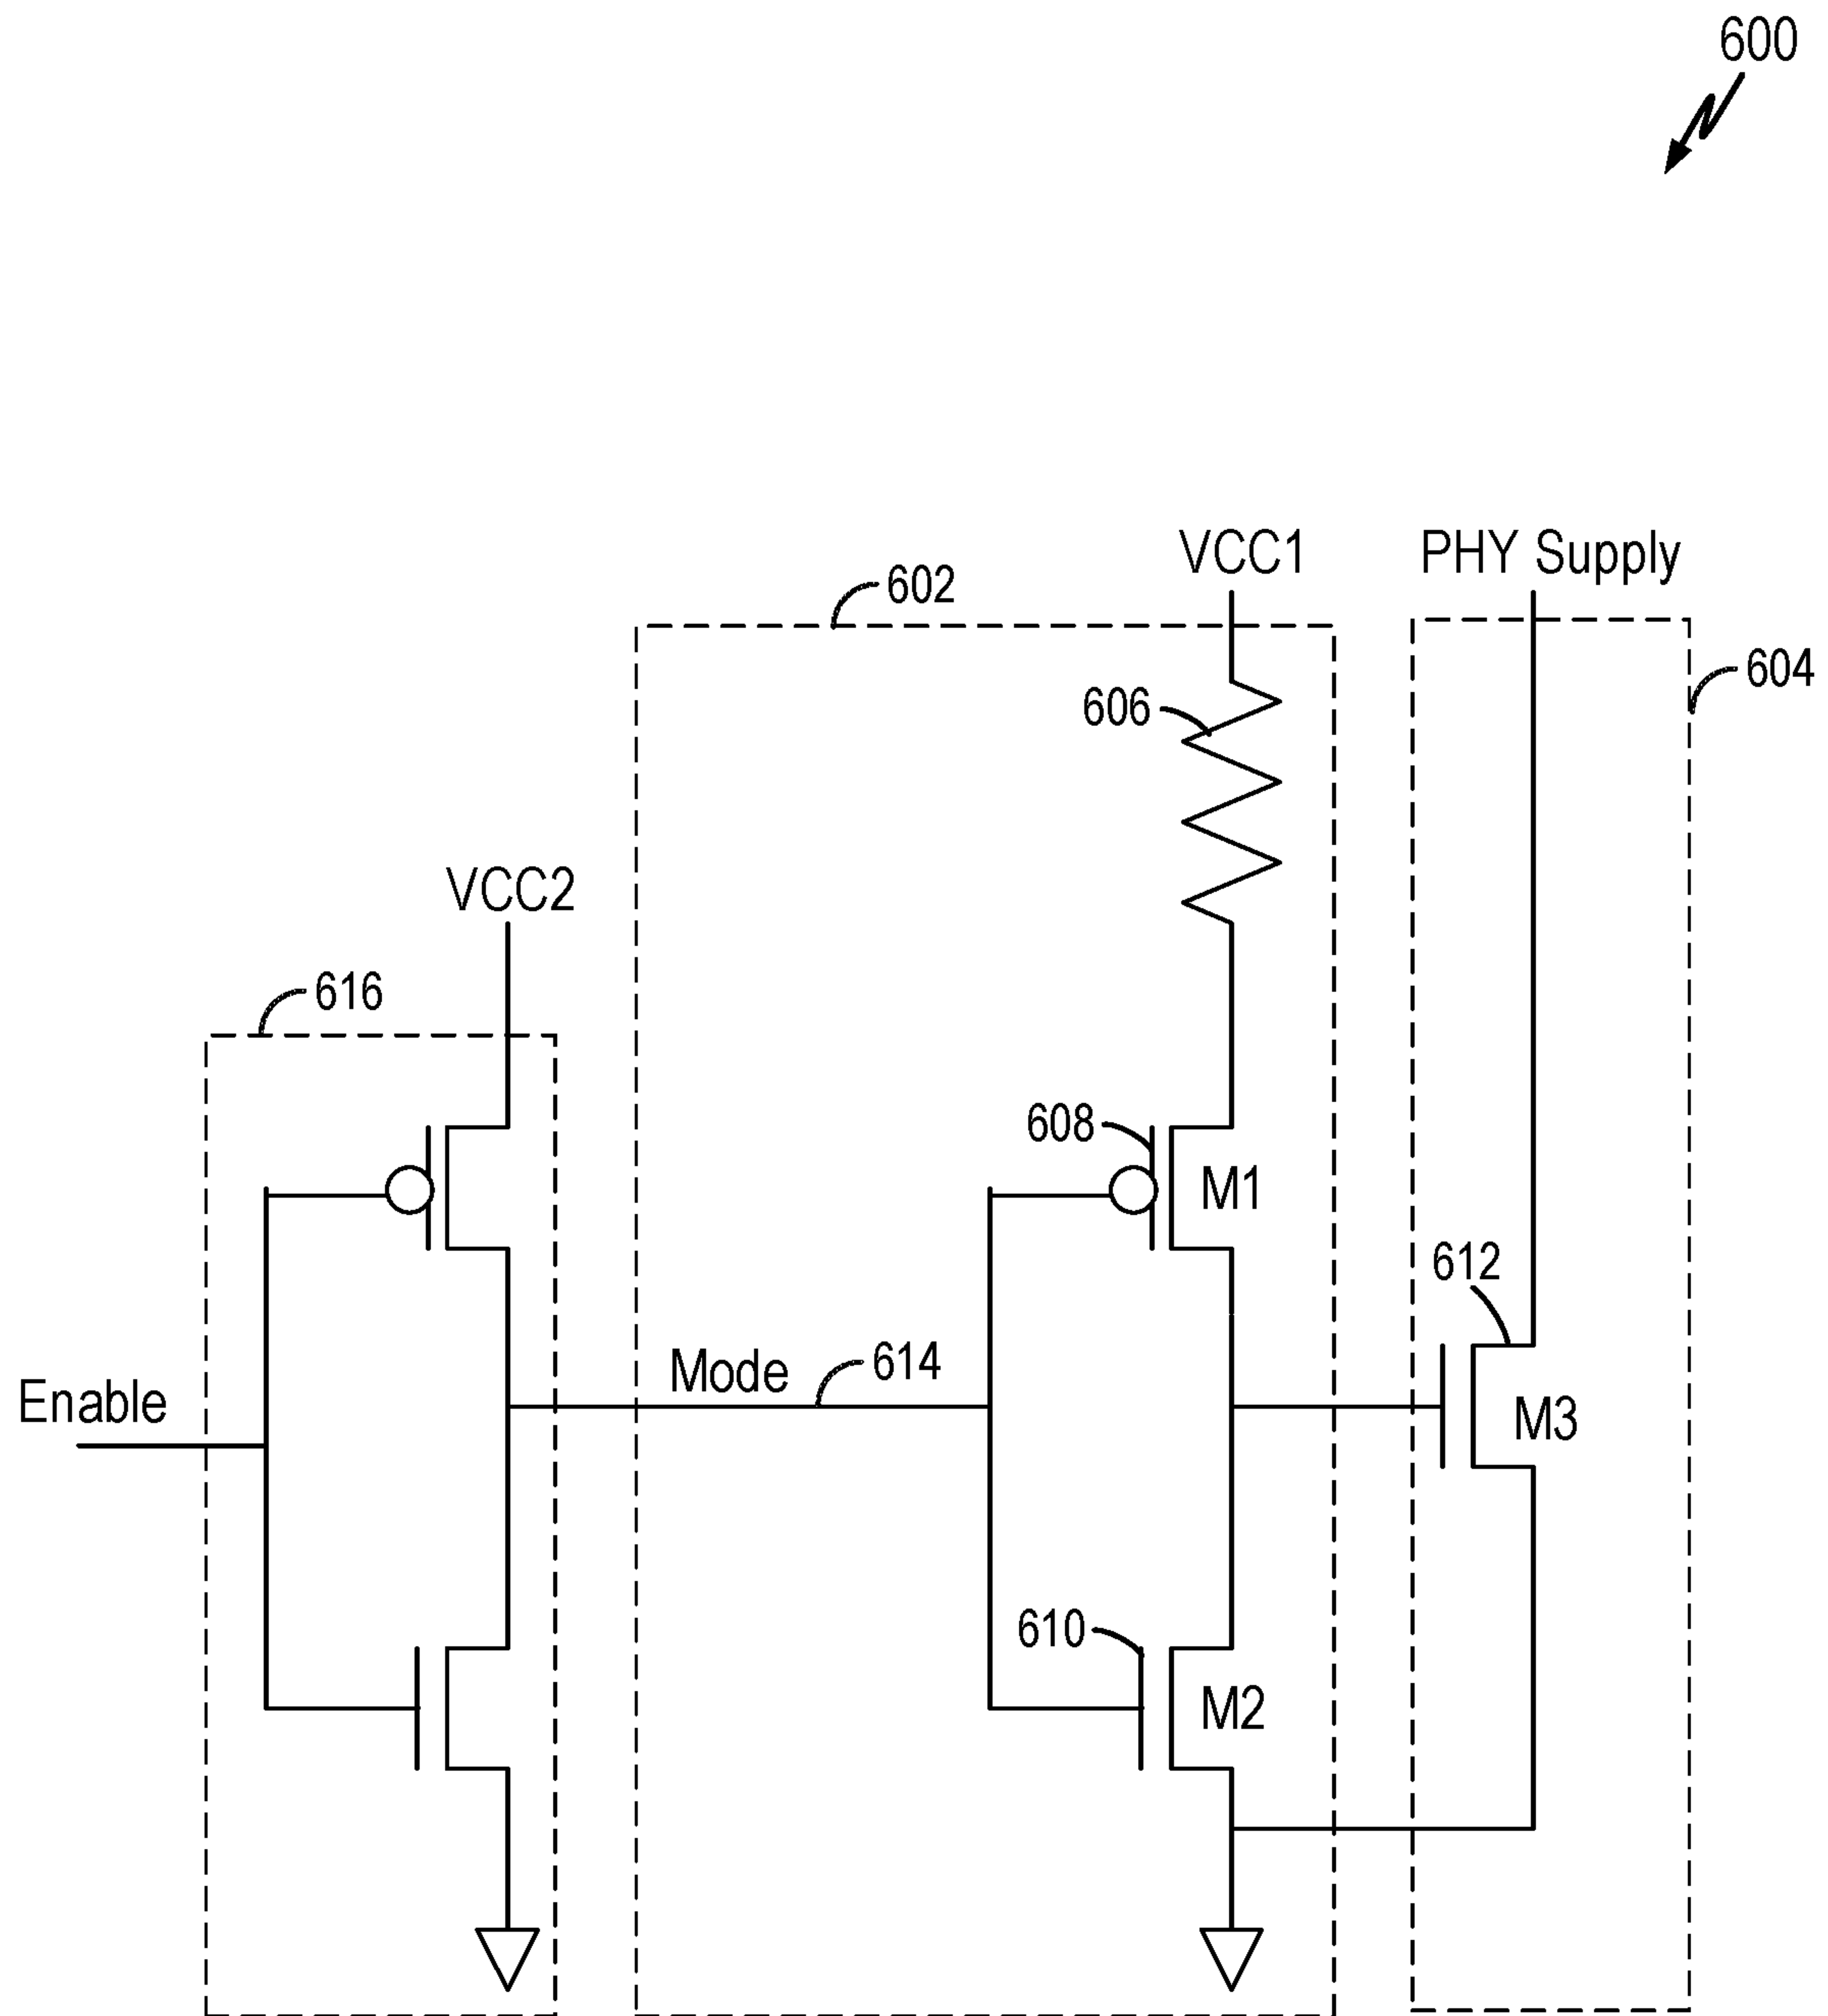 600
VCC1
PHY Supply
602
604
606
VCC2
616
608
M1
612
Mode
614
Enable
M3
610
M2